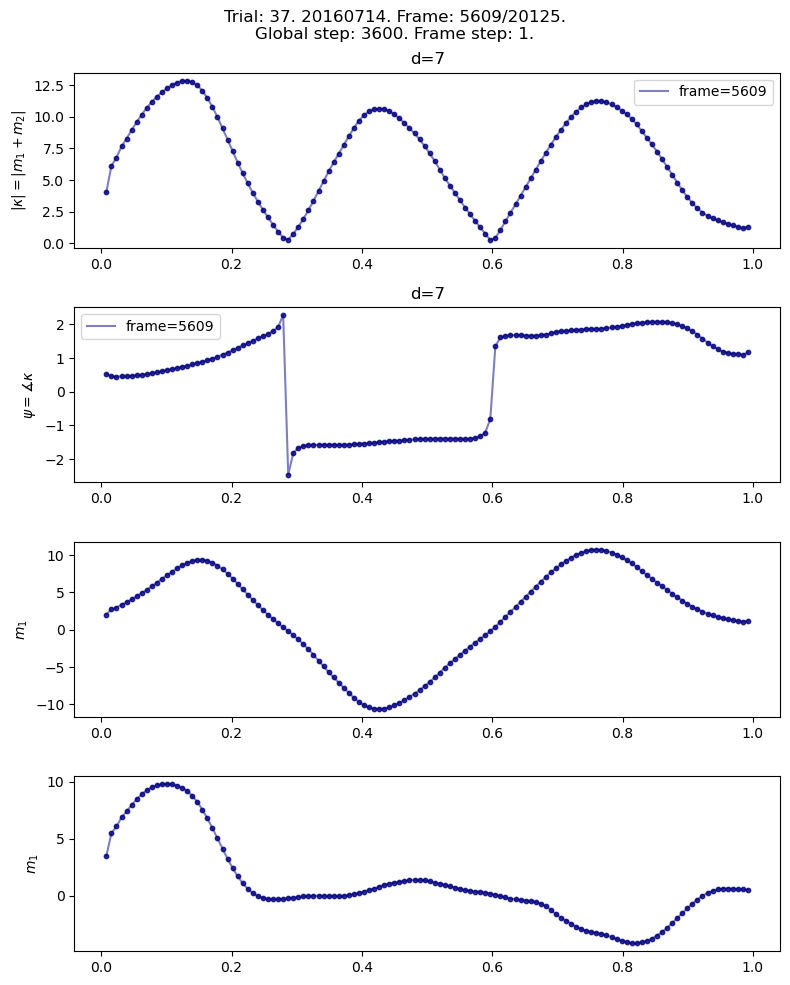 Trial: 37. 20160714. Frame: 5609/20125.
Global step: 3600. Frame step: 1.
d=7
|κ| = |m₁ + m₂|
12.5
10.0
7.5
5.0
2.5
0.0
frame=5609
0.0 0.2 0.4 0.6 0.8 1.0
d=7
ψ = ∡κ
2
1
0
−1
−2
frame=5609
0.0 0.2 0.4 0.6 0.8 1.0
m₁
10
5
0
−5
−10
0.0 0.2 0.4 0.6 0.8 1.0
m₁
10
5
0
0.0 0.2 0.4 0.6 0.8 1.0